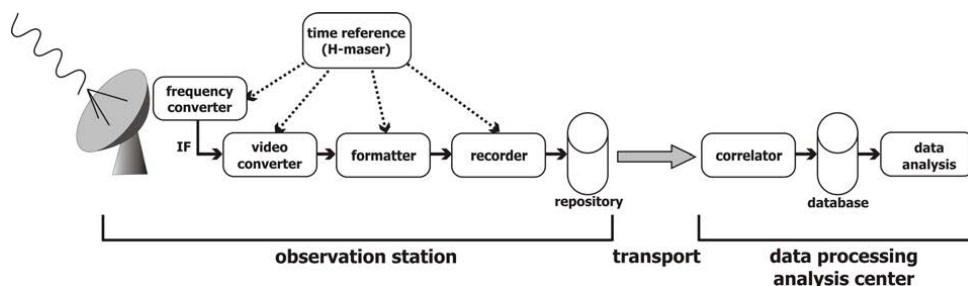 time reference
(H-maser)
frequency
converter
IF
video
converter
formatter
recorder
repository
correlator
database
data
analysis
observation station
transport
data processing
analysis center